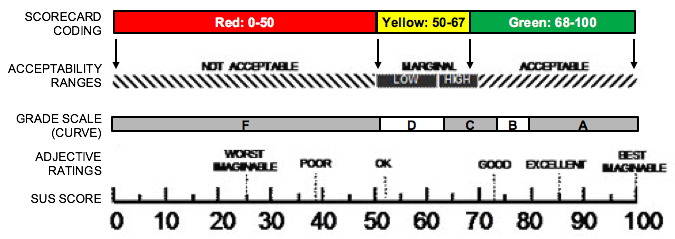 SCORECARD CODING
Red: 0-50
Yellow: 50-67
Green: 68-100
ACCEPTABILITY RANGES
NOT ACCEPTABLE
MARGINAL
ACCEPTABLE
LOW
HIGH
GRADE SCALE (CURVE)
F
D
C
B
A
ADJECTIVE RATINGS
WORST IMAGINABLE
POOR
OK
GOOD
EXCELLENT
BEST IMAGINABLE
SUS SCORE
0 10 20 30 40 50 60 70 80 90 100